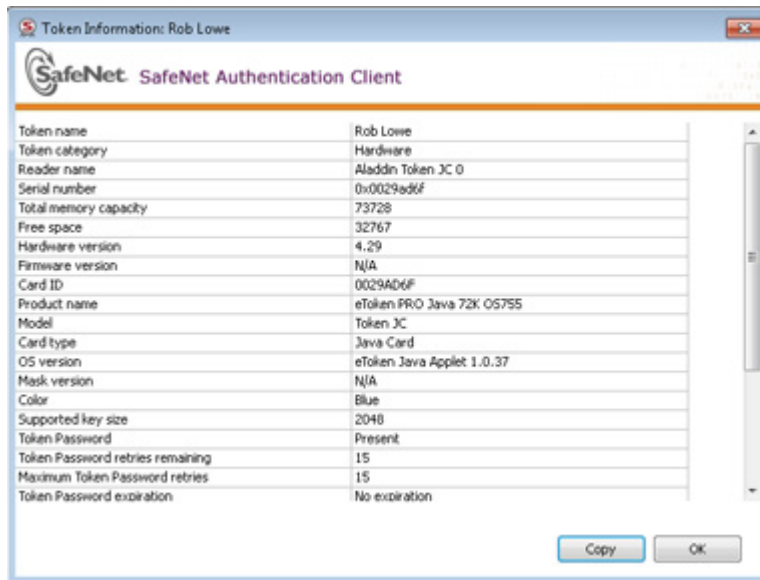 Token Information: Rob Lowe
SafeNet. SafeNet Authentication Client
Token name Rob Lowe
Token category Hardware
Reader name Aladdin Token JC 0
Serial number 0x0029ad6f
Total memory capacity 73728
Free space 32767
Hardware version 4.29
Firmware version N/A
Card ID 0029AD6F
Product name eToken PRO Java 72K OS755
Model Token JC
Card type Java Card
OS version eToken Java Applet 1.0.37
Mask version N/A
Color Blue
Supported key size 2048
Token Password Present
Token Password retries remaining 15
Maximum Token Password retries 15
Token Password expiration No expiration
Copy OK